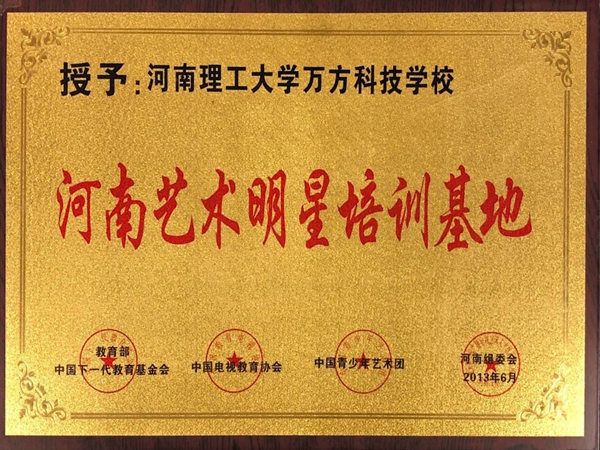 授予：河南理工大学万方科技学校
河南艺术明星培训基地
教育部
中国下一代教育基金会
中国电视教育协会
中国青少年艺术团
河南组委会
2013年6月